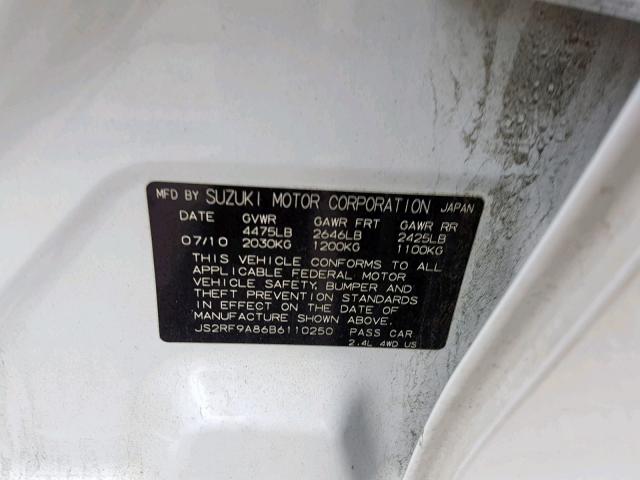 MFD BY SUZUKI MOTOR CORPORATION JAPAN
DATE GVWR GAWR FRT GAWR RR
4475LB 2646LB 2425LB
07/10 2030KG 1200KG 1100KG
THIS VEHICLE CONFORMS TO ALL
APPLICABLE FEDERAL MOTOR
VEHICLE SAFETY, BUMPER AND
THEFT PREVENTION STANDARDS
IN EFFECT ON THE DATE OF
MANUFACTURE SHOWN ABOVE.
JS2RF9A86B6110250 PASS CAR
2.4L 4WD US